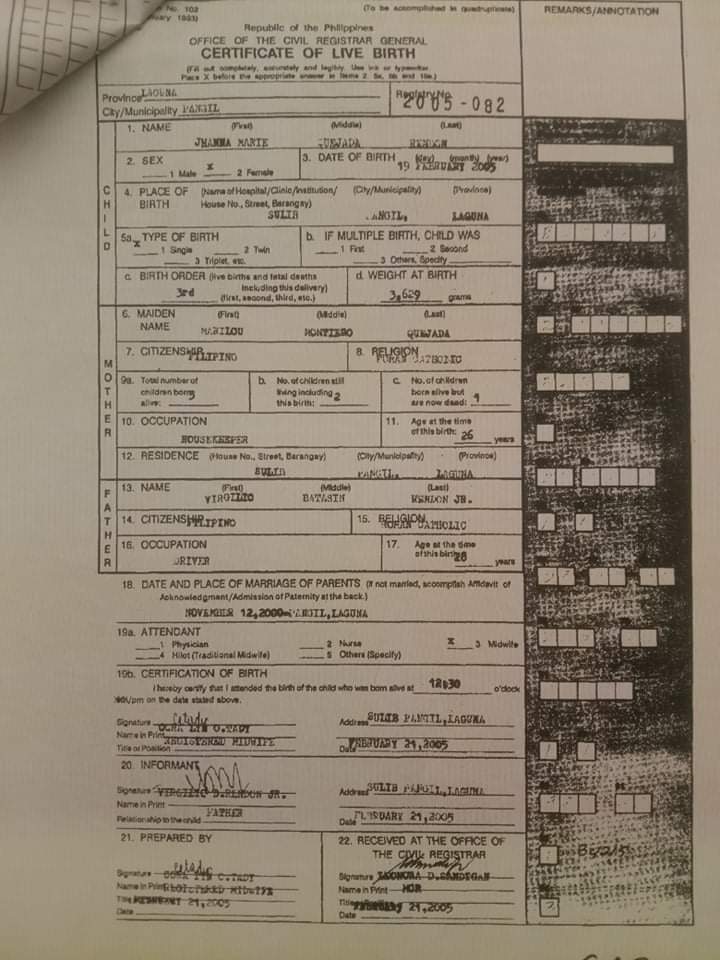 No. 102
(To be accomplished in quadruplicate)
REMARKS/ANNOTATION
Republic of the Philippines
OFFICE OF THE CIVIL REGISTRAR GENERAL
CERTIFICATE OF LIVE BIRTH
(Fill out completely, accurately and legibly. Use ink or typewriter.
Place X before the appropriate answer in Items 2, 5a, 5b and 19a.)
Province LAGUNA
Registry No.
City/Municipality PANGIL
2005-082
CHILD
1. NAME (First) (Middle) (Last)
JHANNA MARIE QUEJADA RENDON
2. SEX
X
1 Male 2 Female
3. DATE OF BIRTH (day) (month) (year)
19 FEBRUARY 2005
4. PLACE OF BIRTH (Name of Hospital/Clinic/Institution/ (City/Municipality) (Province)
House No., Street, Barangay)
SULIB PANGIL, LAGUNA
5a. TYPE OF BIRTH
X 1 Single 2 Twin
3 Triplet, etc.
b. IF MULTIPLE BIRTH, CHILD WAS
1 First 2 Second
3 Others, Specify
c. BIRTH ORDER (live births and fetal deaths
including this delivery)
3rd (first, second, third, etc.)
d. WEIGHT AT BIRTH
3,629 grams
MOTHER
6. MAIDEN NAME (First) (Middle) (Last)
MARILOU MONTIERO QUEJADA
7. CITIZENSHIP FILIPINO
8. RELIGION ROMAN CATHOLIC
9a. Total number of
children born
alive: 3
b. No. of children still
living including
this birth: 2
c. No. of children
born alive but
are now dead: 1
10. OCCUPATION
HOUSEKEEPER
11. Age at the time
of this birth: 26 years
12. RESIDENCE (House No., Street, Barangay) (City/Municipality) (Province)
SULIB PANGIL, LAGUNA
FATHER
13. NAME (First) (Middle) (Last)
VIRGILIO BATASIN RENDON JR.
14. CITIZENSHIP FILIPINO
15. RELIGION ROMAN CATHOLIC
16. OCCUPATION
DRIVER
17. Age at the time
of this birth 28 years
18. DATE AND PLACE OF MARRIAGE OF PARENTS (If not married, accomplish Affidavit of
Acknowledgment/Admission of Paternity at the back.)
NOVEMBER 12,2000-PANGIL,LAGUNA
19a. ATTENDANT
1 Physician 2 Nurse X 3 Midwife
4 Hilot (Traditional Midwife) 5 Others (Specify)
19b. CERTIFICATION OF BIRTH
I hereby certify that I attended the birth of the child who was born alive at 12:30 o'clock
am/pm on the date stated above.
Signature
Name in Print
Title or Position REGISTERED MIDWIFE
Address SULIB PANGIL,LAGUNA
Date FEBRUARY 21,2005
20. INFORMANT
Signature VIRGILIO B.RENDON JR.
Name in Print
Relationship to the child FATHER
Address SULIB PANGIL,LAGUNA
Date FEBRUARY 21,2005
21. PREPARED BY
Signature
Name in Print REGISTERED MIDWIFE
Title FEBRUARY 21,2005
Date
22. RECEIVED AT THE OFFICE OF
THE CIVIL REGISTRAR
Signature LEONORA D.SANDIGAN
Name in Print MCR
Title FEBRUARY 21,2005
Date